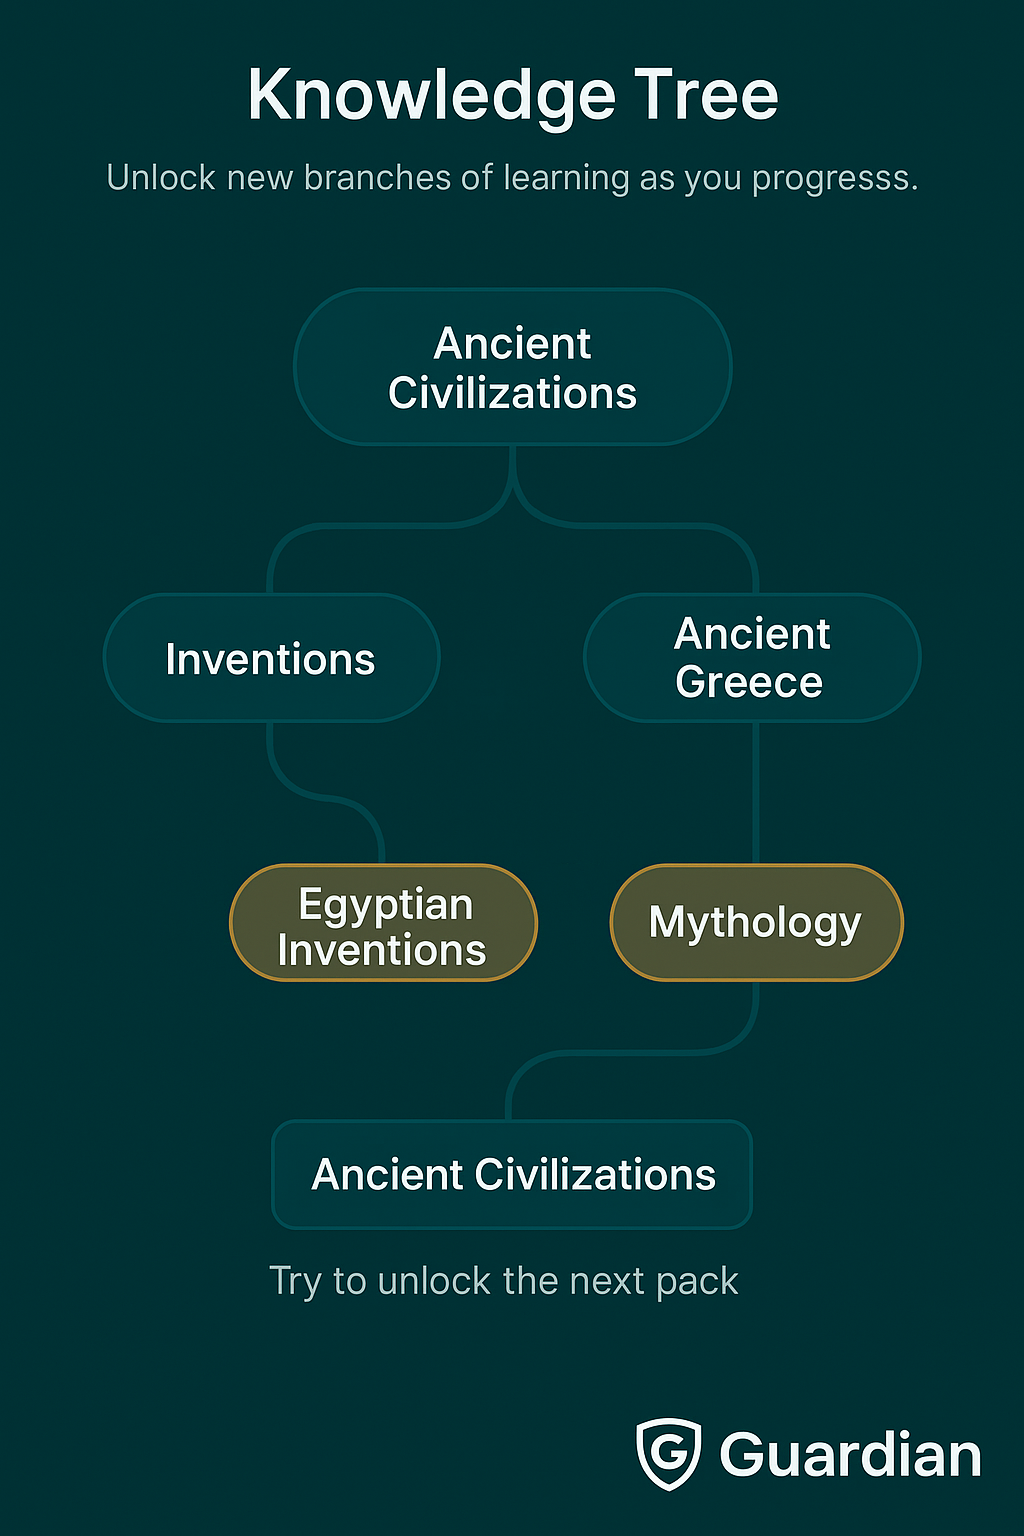 Knowledge Tree
Unlock new branches of learning as you progresss.
Ancient
Civilizations
Inventions
Ancient
Greece
Egyptian
Inventions
Mythology
Ancient Civilizations
Try to unlock the next pack
G Guardian